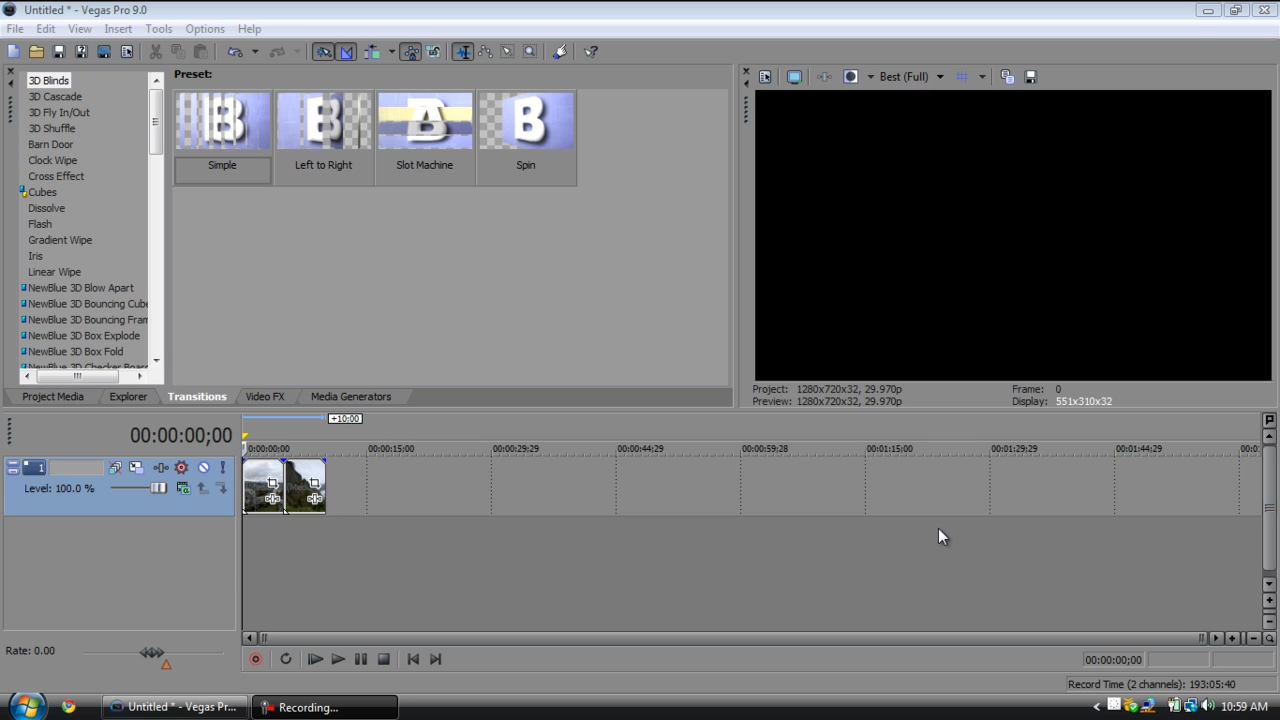 Untitled * - Vegas Pro 9.0
File Edit View Insert Tools Options Help
Best (Full)
Preset:
3D Blinds
3D Cascade
3D Fly In/Out
3D Shuffle
Barn Door
Clock Wipe
Cross Effect
Cubes
Dissolve
Flash
Gradient Wipe
Iris
Linear Wipe
NewBlue 3D Blow Apart
NewBlue 3D Bouncing Cube
NewBlue 3D Bouncing Fram
NewBlue 3D Box Explode
NewBlue 3D Box Fold
NewBlue 3D Checker Board
Simple Left to Right Slot Machine Spin
Project Media Explorer Transitions Video FX Media Generators
Project: 1280x720x32, 29.970p Frame: 0
Preview: 1280x720x32, 29.970p Display: 551x310x32
+10:00
00:00:00;00
0:00:00;00 00:00:15;00 00:00:29;29 00:00:44;29 00:00:59;28 00:01:15;00 00:01:29;29 00:01:44;29 00:0
1
Level: 100.0 %
Rate: 0.00
00:00:00;00
Record Time (2 channels): 193:05:40
Untitled * - Vegas Pr... Recording... 10:59 AM